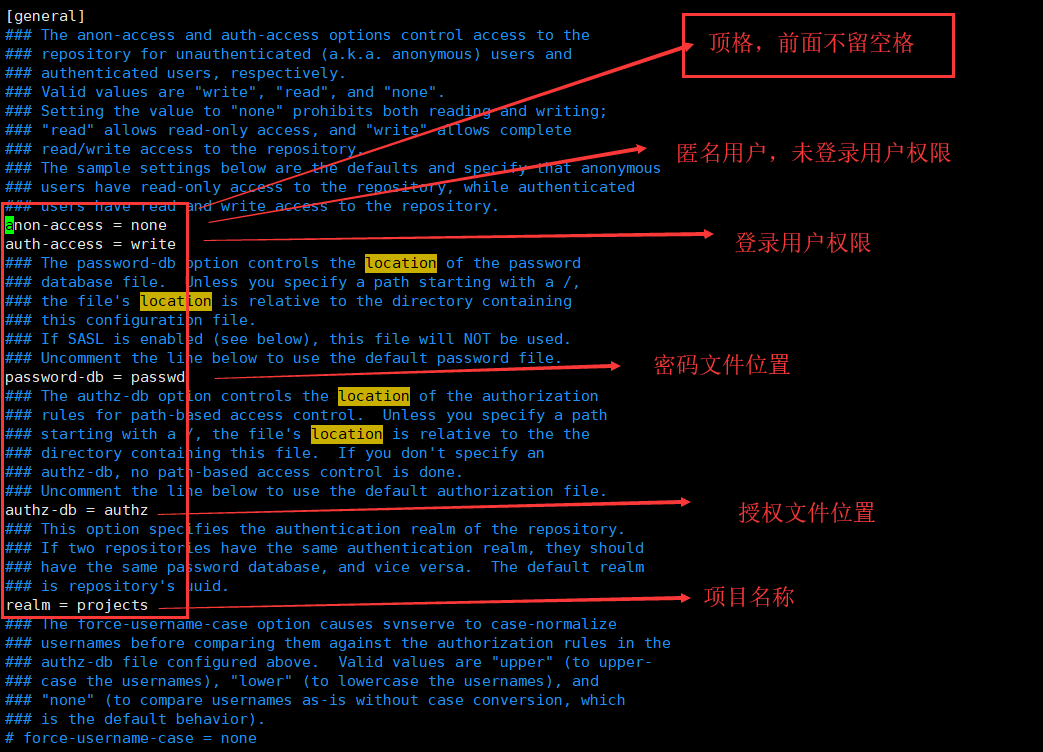 [general]
### The anon-access and auth-access options control access to the
顶格，前面不留空格
### repository for unauthenticated (a.k.a. anonymous) users and
### authenticated users, respectively.
### Valid values are "write", "read", and "none".
### Setting the value to "none" prohibits both reading and writing;
### "read" allows read-only access, and "write" allows complete
### read/write access to the repository.
匿名用户，未登录用户权限
### The sample settings below are the defaults and specify that anonymous
### users have read-only access to the repository, while authenticated
### users have read and write access to the repository.
anon-access = none
auth-access = write
登录用户权限
### The password-db option controls the location of the password
### database file.  Unless you specify a path starting with a /,
### the file's location is relative to the directory containing
### this configuration file.
### If SASL is enabled (see below), this file will NOT be used.
### Uncomment the line below to use the default password file.
密码文件位置
password-db = passwd
### The authz-db option controls the location of the authorization
### rules for path-based access control.  Unless you specify a path
### starting with a /, the file's location is relative to the the
### directory containing this file.  If you don't specify an
### authz-db, no path-based access control is done.
### Uncomment the line below to use the default authorization file.
authz-db = authz
授权文件位置
### This option specifies the authentication realm of the repository.
### If two repositories have the same authentication realm, they should
### have the same password database, and vice versa.  The default realm
### is repository's uuid.
realm = projects
项目名称
### The force-username-case option causes svnserve to case-normalize
### usernames before comparing them against the authorization rules in the
### authz-db file configured above.  Valid values are "upper" (to upper-
### case the usernames), "lower" (to lowercase the usernames), and
### "none" (to compare usernames as-is without case conversion, which
### is the default behavior).
# force-username-case = none